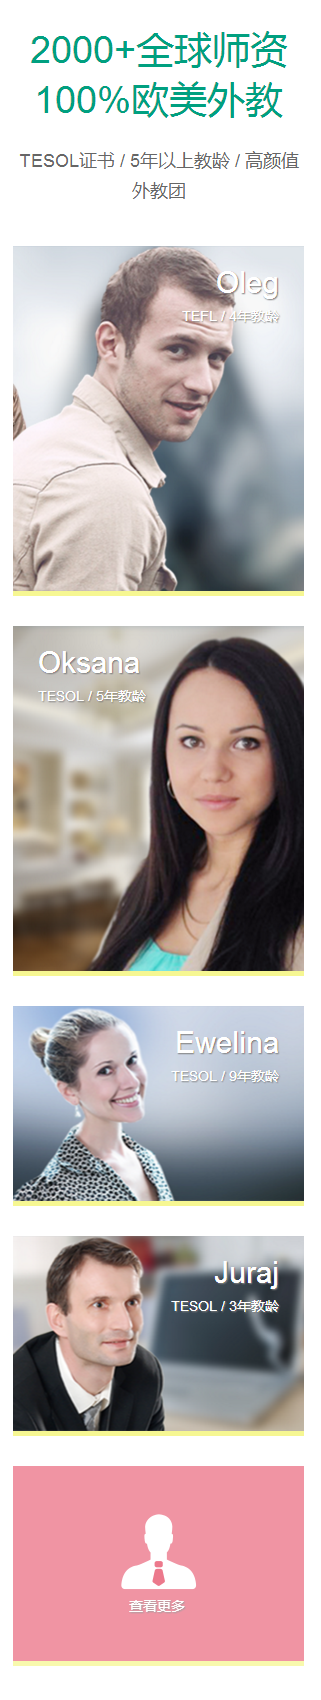 2000+全球师资
100%欧美外教
TESOL证书 / 5年以上教龄 / 高颜值
外教团
Oleg
TEFL / 4年教龄
Oksana
TESOL / 5年教龄
Ewelina
TESOL / 9年教龄
Juraj
TESOL / 3年教龄
查看更多